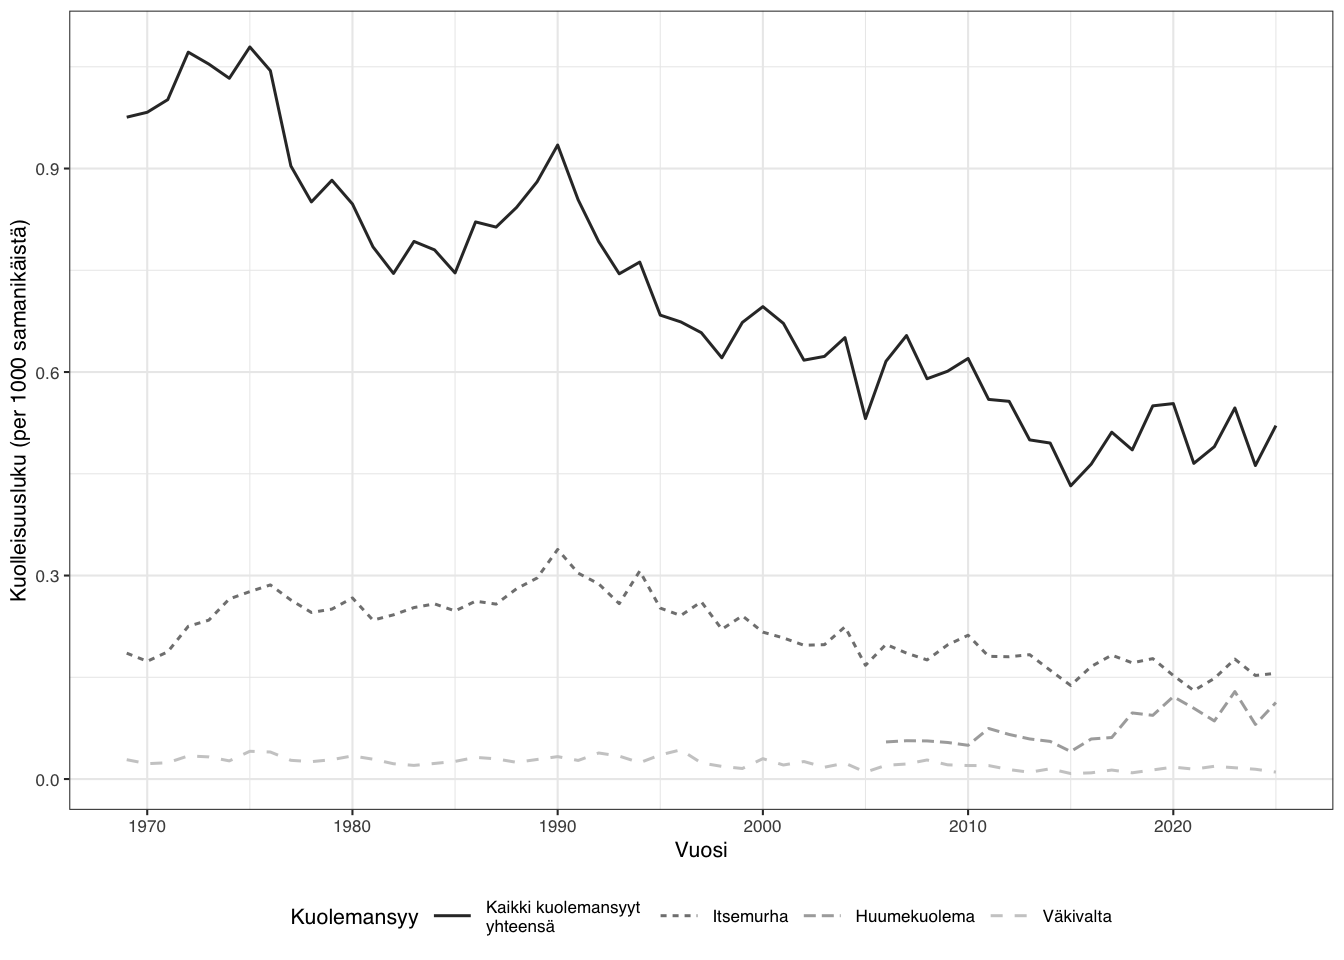 Kuolleisuusluku (per 1000 samanikäistä)
0.9
0.6
0.3
0.0
1970 1980 1990 2000 2010 2020
Vuosi
Kuolemansyy
Kaikki kuolemansyyt
yhteensä
Itsemurha
Huumekuolema
Väkivalta